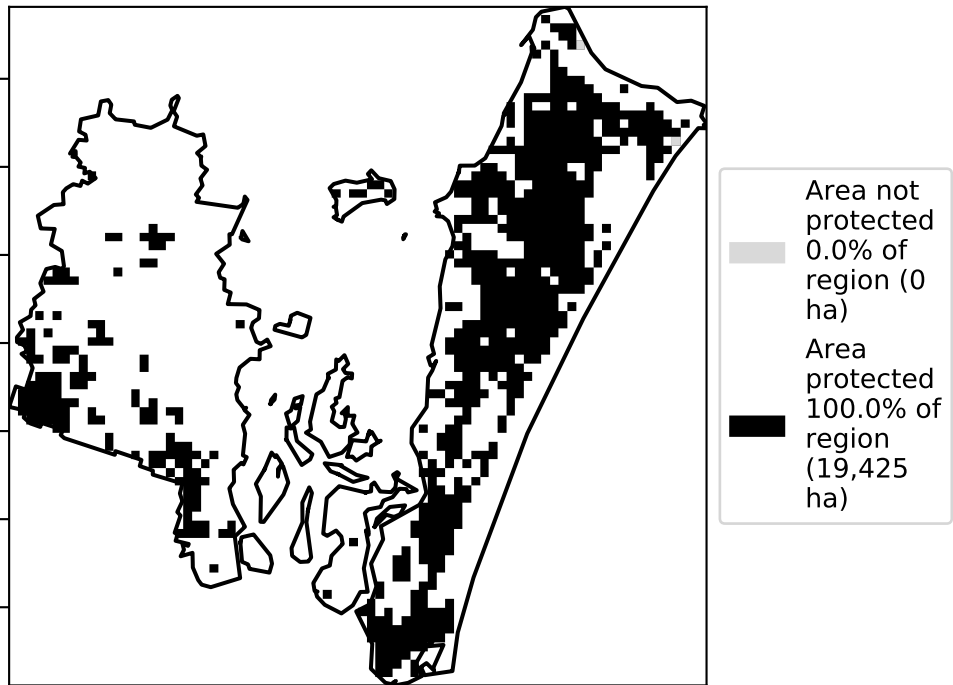 Area not
protected
0.0% of
region (0
ha)
Area
protected
100.0% of
region
(19,425
ha)